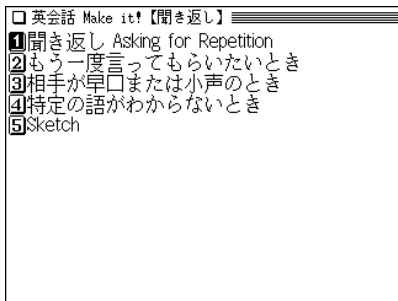 英会話 Make it!【聞き返し】
1聞き返し Asking for Repetition
2もう一度言ってもらいたいとき
3相手が早口または小声のとき
4特定の語がわからないとき
5Sketch